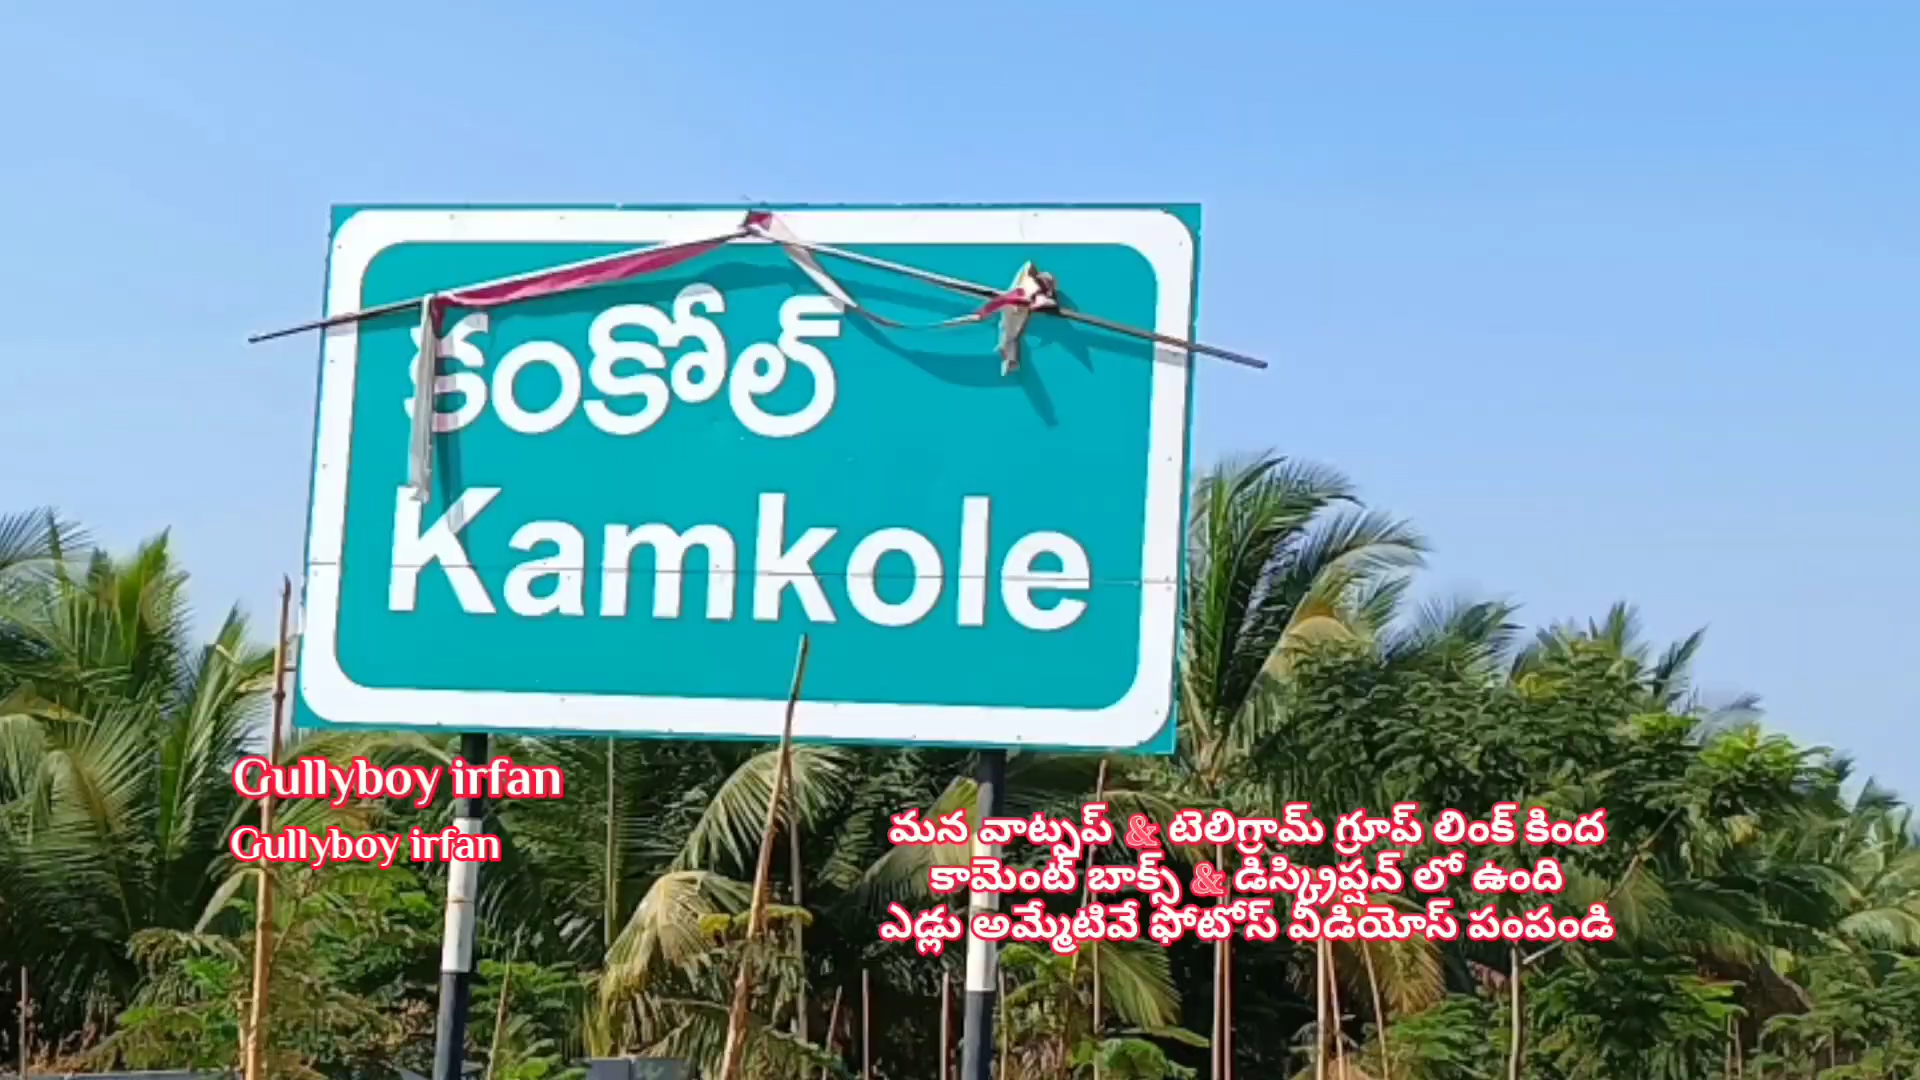 కంకోల్
Kamkole
Gullyboy irfan
Gullyboy irfan
మన వాట్సప్ & టెలిగ్రామ్ గ్రూప్ లింక్ కింద
కామెంట్ బాక్స్ & డిస్క్రిప్షన్ లో ఉంది
ఎడ్లు అమ్మేటివే ఫోటోస్ వీడియోస్ పంపండి